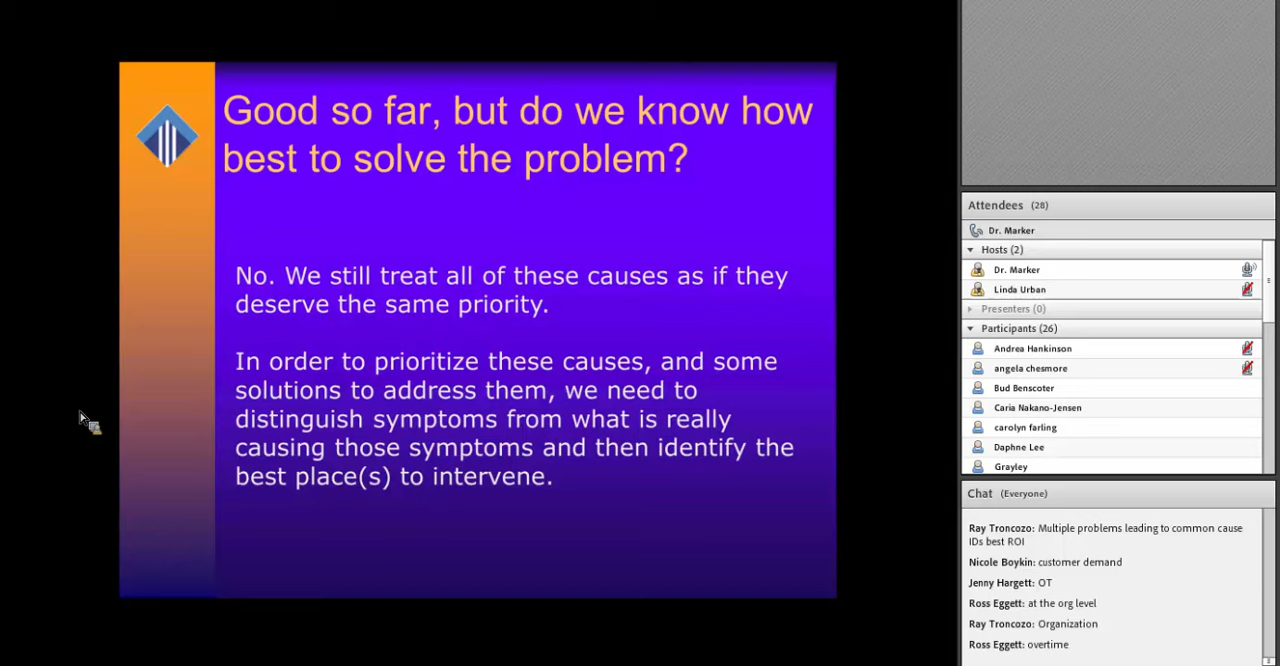 Good so far, but do we know how
best to solve the problem?
No. We still treat all of these causes as if they
deserve the same priority.
In order to prioritize these causes, and some
solutions to address them, we need to
distinguish symptoms from what is really
causing those symptoms and then identify the
best place(s) to intervene.
Attendees (28)
Dr. Marker
Hosts (2)
Dr. Marker
Linda Urban
Presenters (0)
Participants (26)
Andrea Hankinson
angela chesmore
Bud Benscoter
Caria Nakano-Jensen
carolyn farling
Daphne Lee
Grayley
Chat (Everyone)
Ray Troncozo: Multiple problems leading to common cause
IDs best ROI
Nicole Boykin: customer demand
Jenny Hargett: OT
Ross Eggett: at the org level
Ray Troncozo: Organization
Ross Eggett: overtime